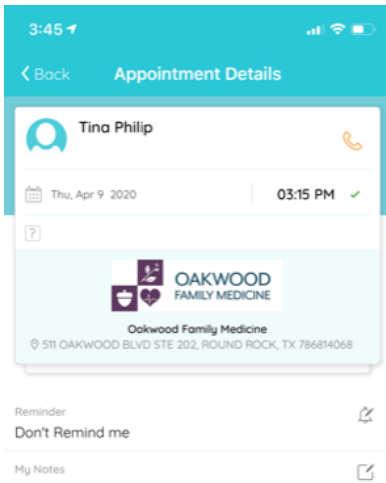 3:45
Back Appointment Details
Tina Philip
Thu, Apr 9 2020 03:15 PM
?
OAKWOOD
FAMILY MEDICINE
Oakwood Family Medicine
511 OAKWOOD BLVD STE 202, ROUND ROCK, TX 786814068
Reminder
Don't Remind me
My Notes